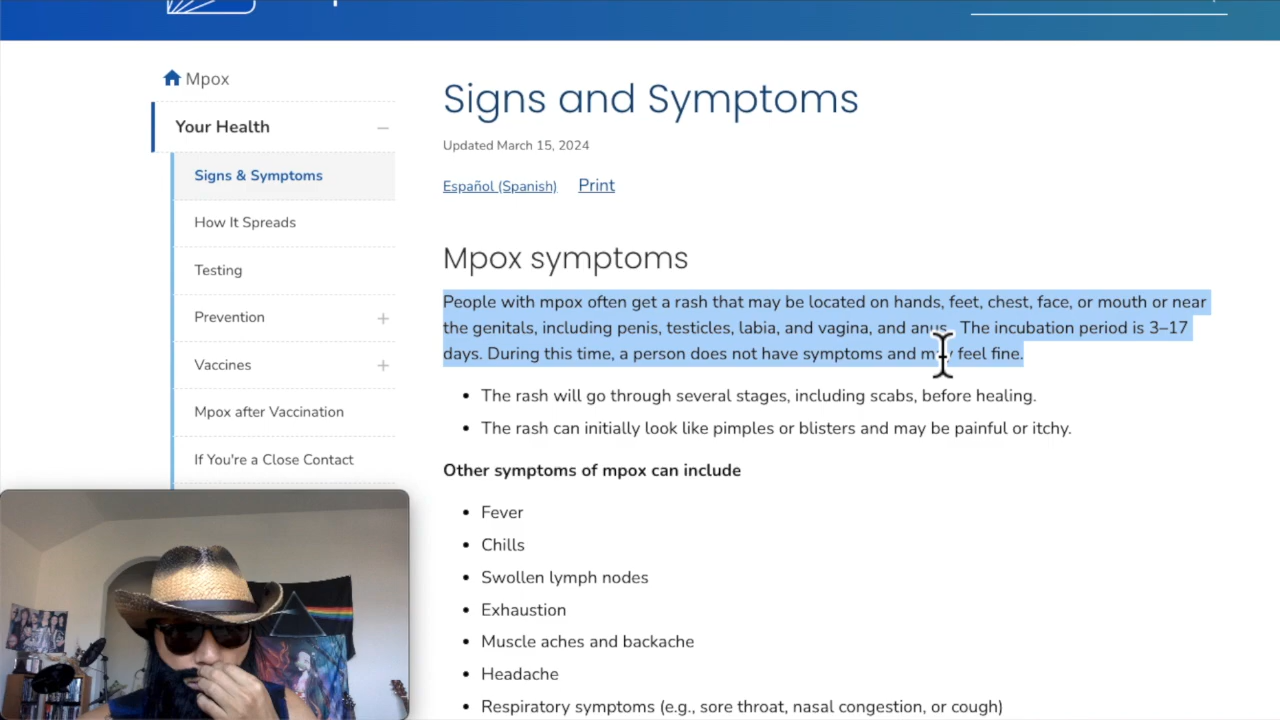 Mpox
Your Health
Signs & Symptoms
How It Spreads
Testing
Prevention
Vaccines
Mpox after Vaccination
If You're a Close Contact
Signs and Symptoms
Updated March 15, 2024
Español (Spanish) Print
Mpox symptoms
People with mpox often get a rash that may be located on hands, feet, chest, face, or mouth or near
the genitals, including penis, testicles, labia, and vagina, and anus. The incubation period is 3–17
days. During this time, a person does not have symptoms and may feel fine.
• The rash will go through several stages, including scabs, before healing.
• The rash can initially look like pimples or blisters and may be painful or itchy.
Other symptoms of mpox can include
• Fever
• Chills
• Swollen lymph nodes
• Exhaustion
• Muscle aches and backache
• Headache
• Respiratory symptoms (e.g., sore throat, nasal congestion, or cough)